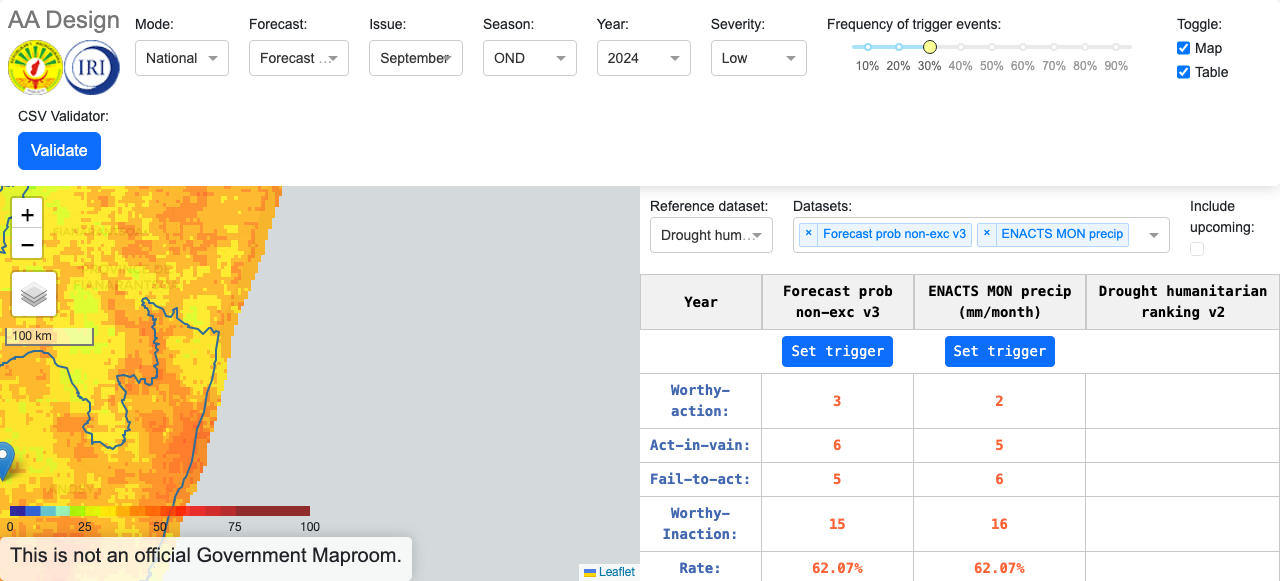 AA Design
IRI
Mode:
National
Forecast:
Forecast …
Issue:
September
Season:
OND
Year:
2024
Severity:
Low
Frequency of trigger events:
10% 20% 30% 40% 50% 60% 70% 80% 90%
Toggle:
Map
Table
CSV Validator:
Validate
+
−
PROVINCE DE
FIANARANTSOA
100 km
0 25 50 75 100
This is not an official Government Maproom.
Leaflet
Reference dataset:
Drought hum…
Datasets:
× Forecast prob non-exc v3 × ENACTS MON precip
Include
upcoming:
Year
Forecast prob
non-exc v3
ENACTS MON precip
(mm/month)
Drought humanitarian
ranking v2
Set trigger Set trigger
Worthy-
action:
3 2
Act-in-vain: 6 5
Fail-to-act: 5 6
Worthy-
Inaction:
15 16
Rate: 62.07% 62.07%